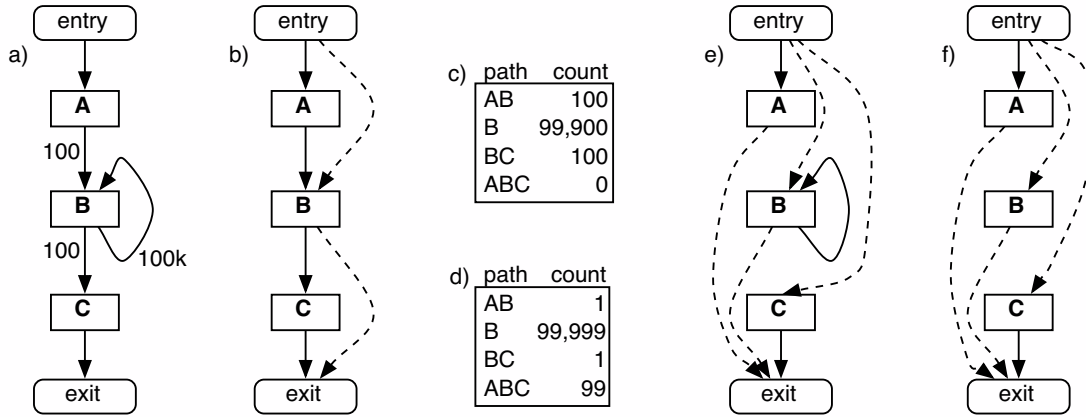 a)
entry
A
100
B
100
100k
C
exit
b)
entry
A
B
C
exit
c)
path count
AB 100
B 99,900
BC 100
ABC 0
d)
path count
AB 1
B 99,999
BC 1
ABC 99
e)
entry
A
B
C
exit
f)
entry
A
B
C
exit